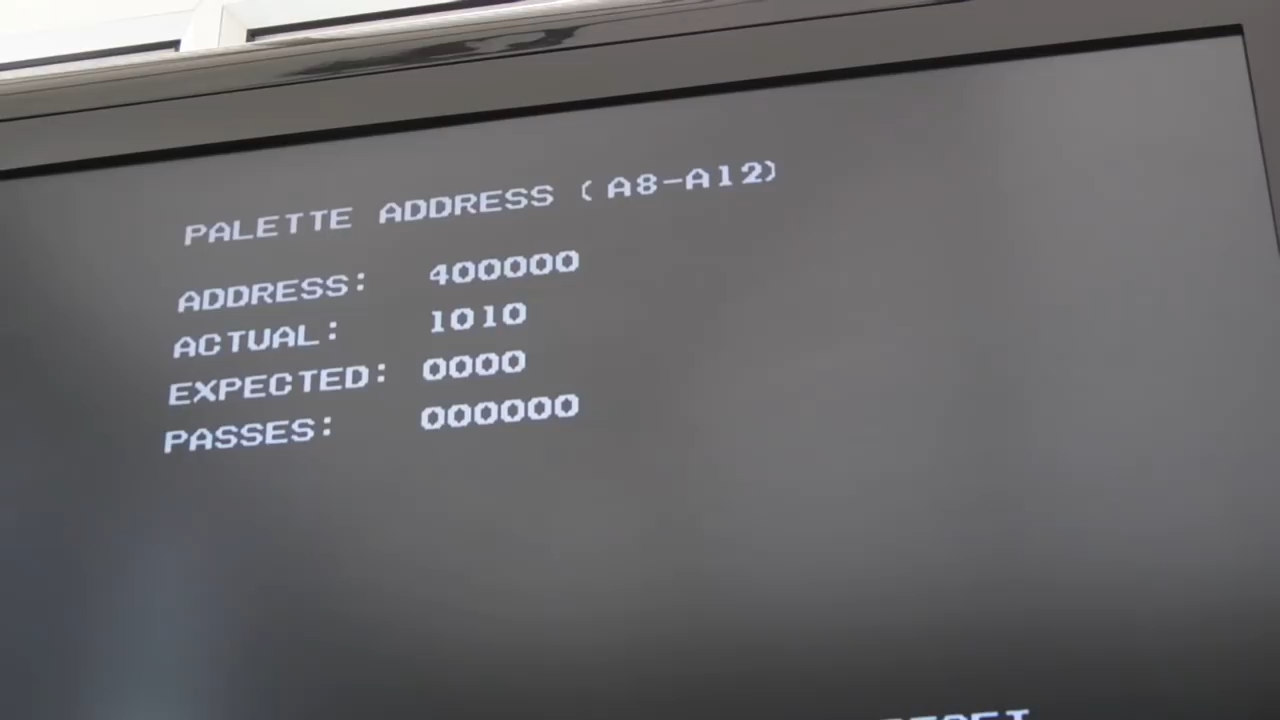 PALETTE ADDRESS (A8-A12)
ADDRESS: 400000
ACTUAL: 1010
EXPECTED: 0000
PASSES: 000000